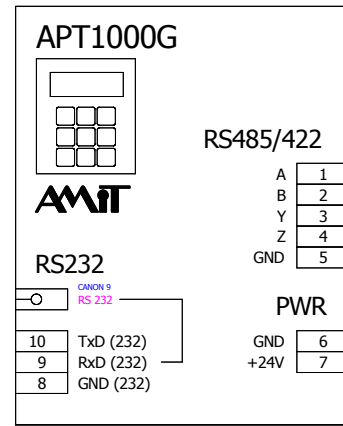 APT1000G
AMiT
RS485/422
A 1
B 2
Y 3
Z 4
GND 5
RS232
CANON 9
RS 232
10 TxD (232)
9 RxD (232)
8 GND (232)
PWR
GND 6
+24V 7